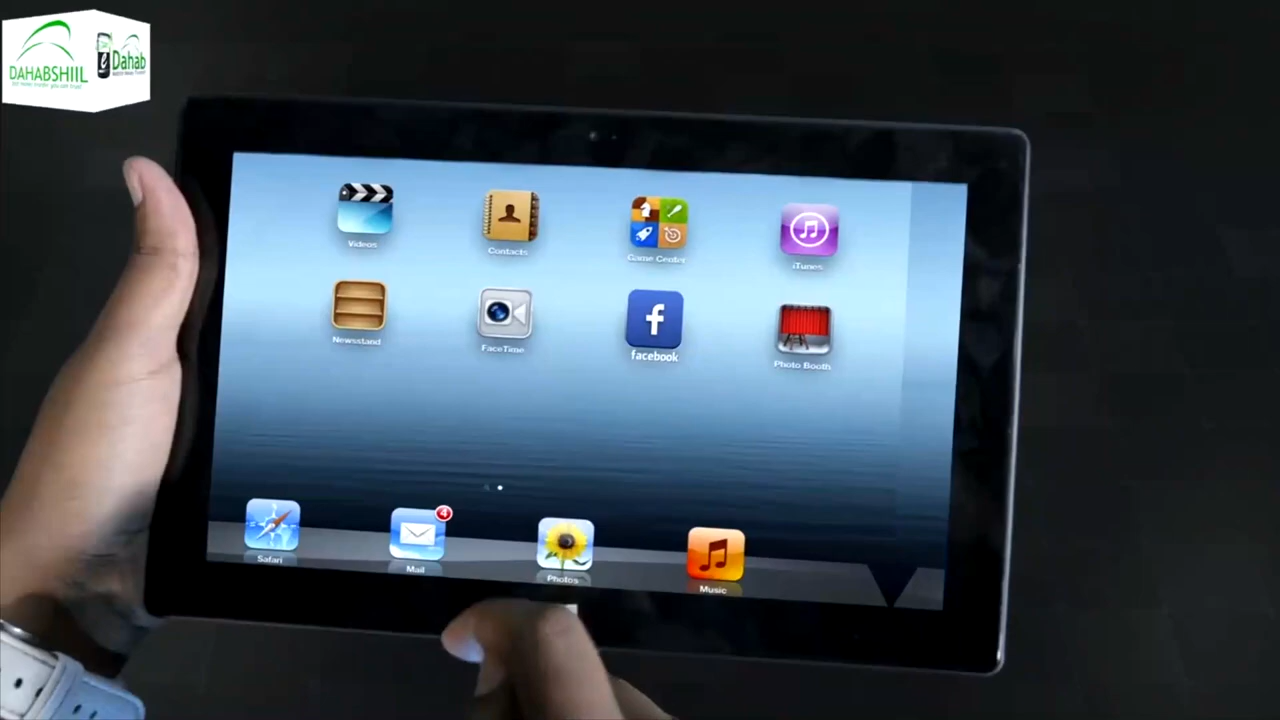 DAHABSHIIL
e Dahab
Videos
Contacts
Game Center
iTunes
Newsstand
FaceTime
f
facebook
Photo Booth
4
Safari
Mail
Photos
Music